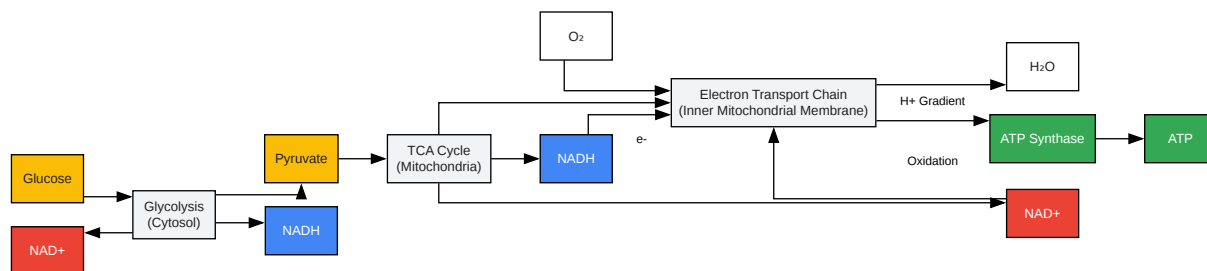 O₂
H₂O
Electron Transport Chain
(Inner Mitochondrial Membrane)
H+ Gradient
ATP Synthase
ATP
e-
Oxidation
Pyruvate
TCA Cycle
(Mitochondria)
NADH
Glucose
Glycolysis
(Cytosol)
NAD+
NADH
NAD+